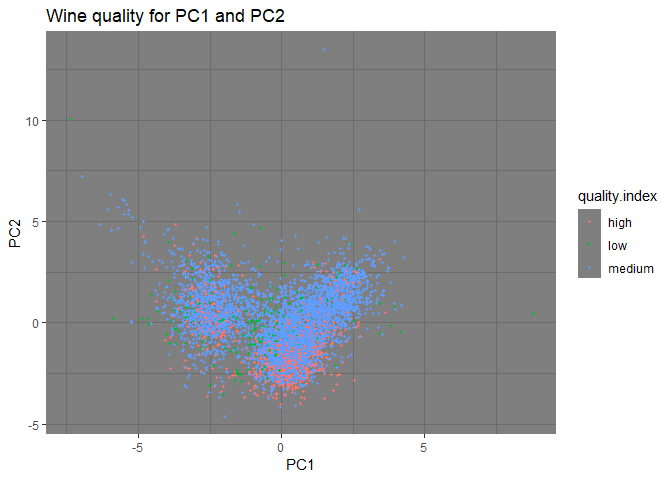 Wine quality for PC1 and PC2
10
5
0
-5
PC2
-5
0
5
PC1
quality.index
high
low
medium